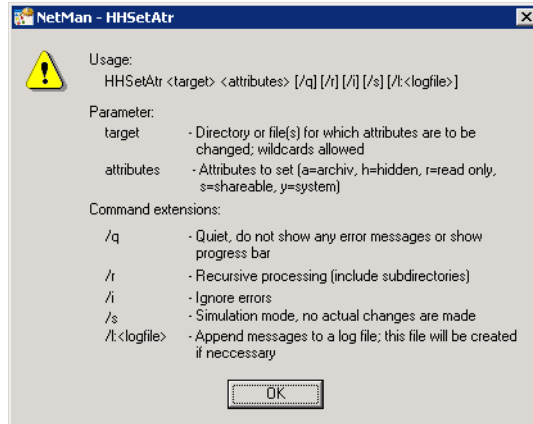 NetMan - HHSetAtr
Usage:
HHSetAtr <target> <attributes> [/q] [/r] [/i] [/s] [/l:<logfile>]
Parameter:
target - Directory or file(s) for which attributes are to be
changed; wildcards allowed
attributes - Attributes to set (a=archiv, h=hidden, r=read only,
s=shareable, y=system)
Command extensions:
/q - Quiet, do not show any error messages or show
progress bar
/r - Recursive processing (include subdirectories)
/i - Ignore errors
/s - Simulation mode, no actual changes are made
/l:<logfile> - Append messages to a log file; this file will be created
if neccessary
OK